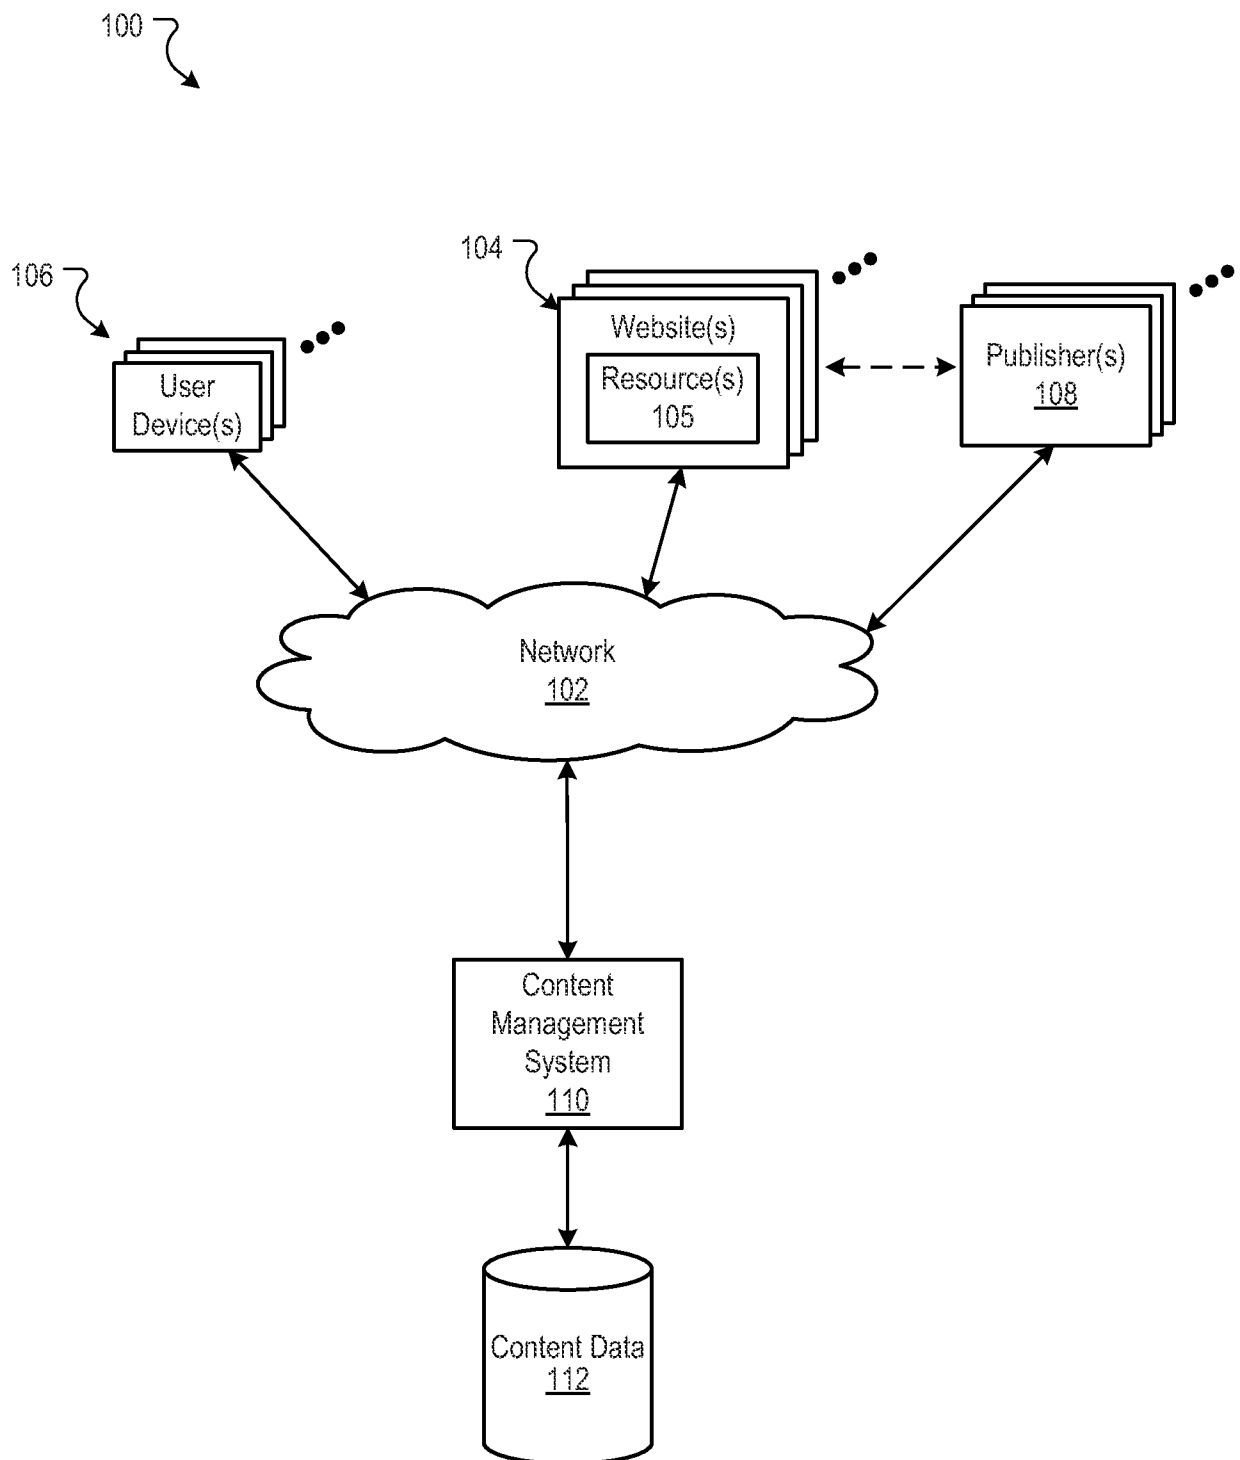 100
104
106
Website(s)
Resource(s)
105
Publisher(s)
108
User
Device(s)
Network
102
Content
Management
System
110
Content Data
112